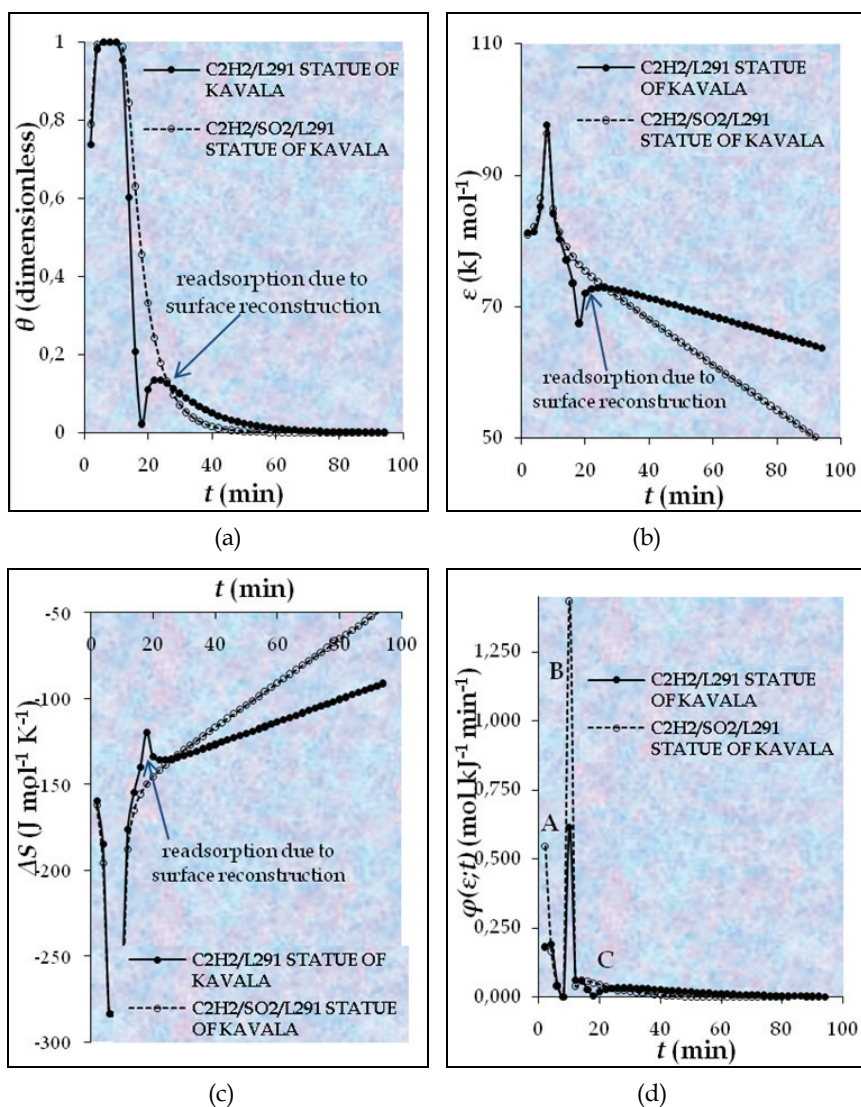 1
0,8
0,6
0,4
0,2
0
θ (dimensionless)
C2H2/L291 STATUE OF
KAVALA
C2H2/SO2/L291
STATUE OF KAVALA
readsorption due to
surface reconstruction
0 20 40 60 80 100
t (min)
(a)
110
90
70
50
ε (kJ mol-1)
C2H2/L291 STATUE
OF KAVALA
C2H2/SO2/L291
STATUE OF KAVALA
readsorption due to
surface reconstruction
0 20 40 60 80 100
t (min)
(b)
t (min)
0 20 40 60 80 100
-50
-100
-150
-200
-250
-300
ΔS (J mol-1 K-1)
readsorption due to
surface reconstruction
C2H2/L291 STATUE OF
KAVALA
C2H2/SO2/L291 STATUE
OF KAVALA
(c)
1,250
1,000
0,750
0,500
0,250
0,000
φ(ε;t) (mol kJ-1 min-1)
A
B
C
C2H2/L291 STATUE
OF KAVALA
C2H2/SO2/L291
STATUE OF KAVALA
0 20 40 60 80 100
t (min)
(d)